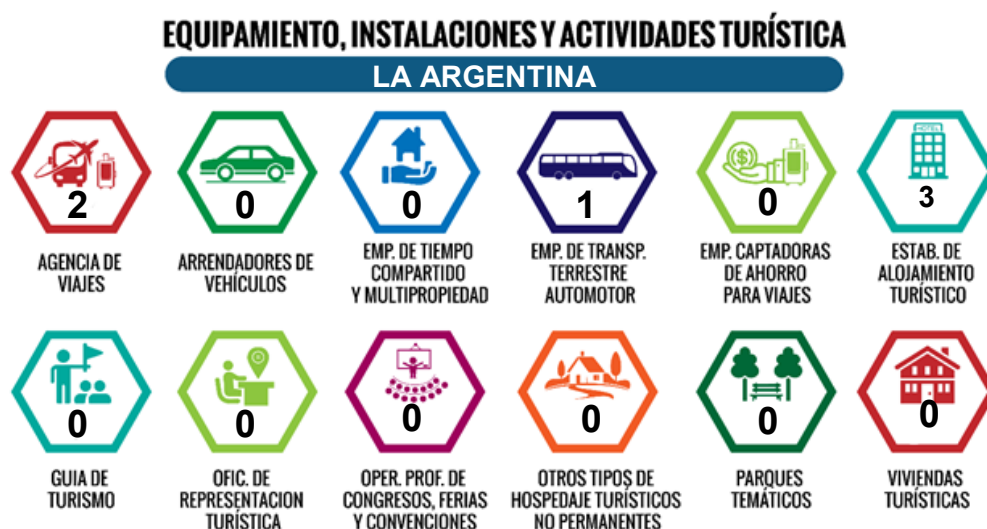 EQUIPAMIENTO, INSTALACIONES Y ACTIVIDADES TURÍSTICA
LA ARGENTINA
2
AGENCIA DE
VIAJES
0
ARRENDADORES DE
VEHÍCULOS
0
EMP. DE TIEMPO
COMPARTIDO
Y MULTIPROPIEDAD
1
EMP. DE TRANSP.
TERRESTRE
AUTOMOTOR
$
0
EMP. CAPTADORAS
DE AHORRO
PARA VIAJES
HOTEL
3
ESTAB. DE
ALOJAMIENTO
TURÍSTICO
0
GUIA DE
TURISMO
0
OFIC. DE
REPRESENTACION
TURÍSTICA
0
OPER. PROF. DE
CONGRESOS, FERIAS
Y CONVENCIONES
0
OTROS TIPOS DE
HOSPEDAJE TURÍSTICOS
NO PERMANENTES
0
PARQUES
TEMÁTICOS
0
VIVIENDAS
TURÍSTICAS